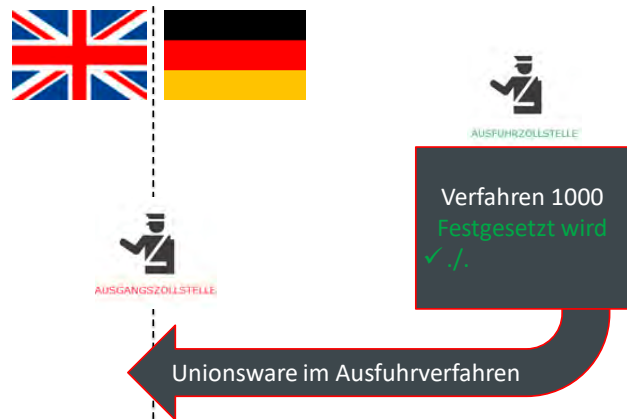 AUSFUHRZOLLSTELLE
Verfahren 1000
Festgesetzt wird
✓ ./.
AUSGANGSZOLLSTELLE
Unionsware im Ausfuhrverfahren